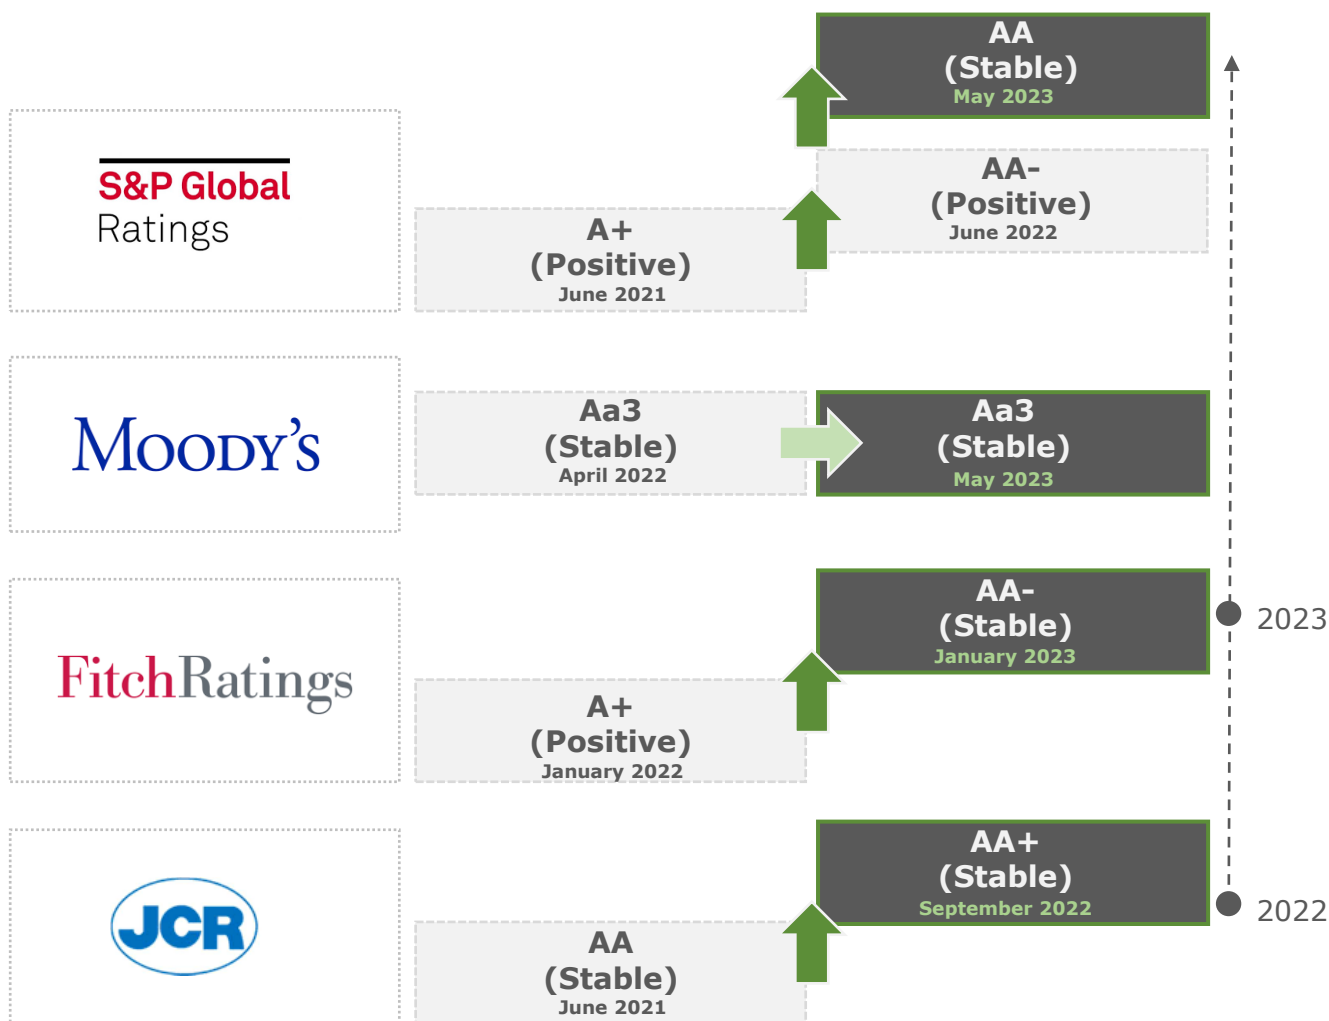 AA
(Stable)
May 2023
S&P Global
Ratings
AA-
(Positive)
June 2022
A+
(Positive)
June 2021
MOODY'S
Aa3
(Stable)
April 2022
Aa3
(Stable)
May 2023
AA-
(Stable)
January 2023
2023
FitchRatings
A+
(Positive)
January 2022
AA+
(Stable)
September 2022
2022
JCR
AA
(Stable)
June 2021